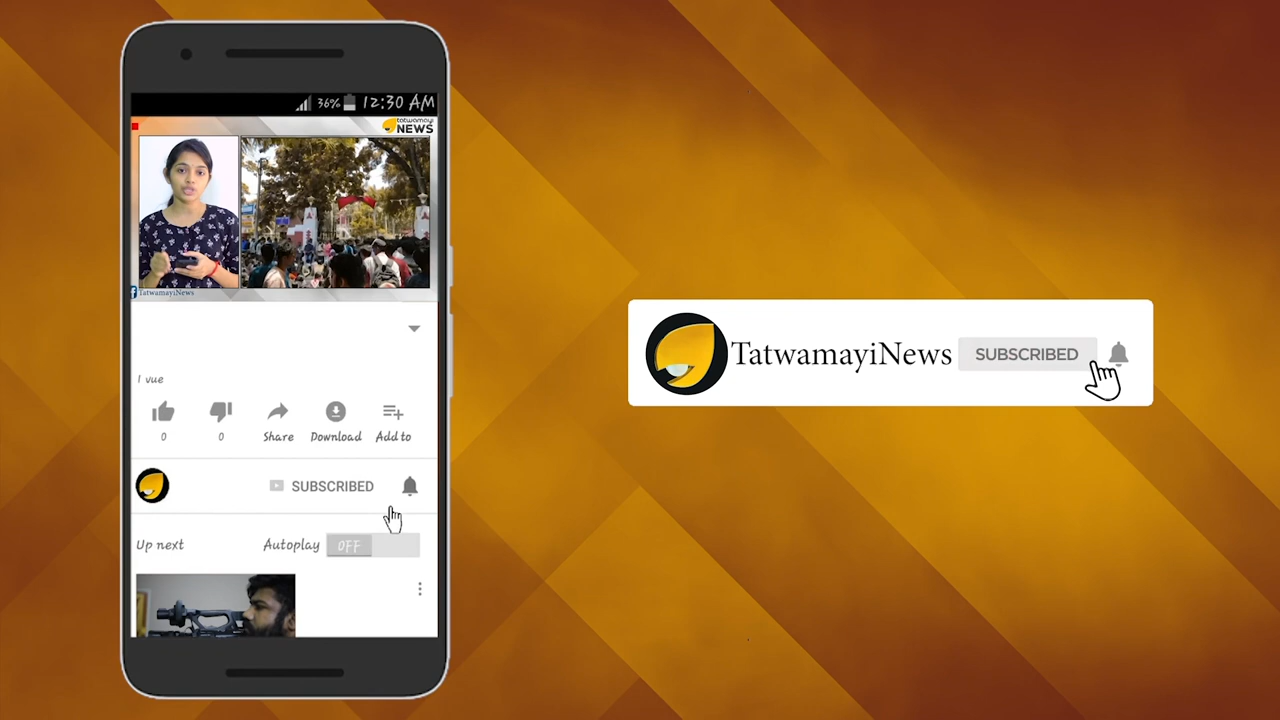 36% 12:30 AM
tatwamayi
NEWS
TatwamayiNews
1 vue
0 0 Share Download Add to
SUBSCRIBED
Up next Autoplay OFF
TatwamayiNews SUBSCRIBED